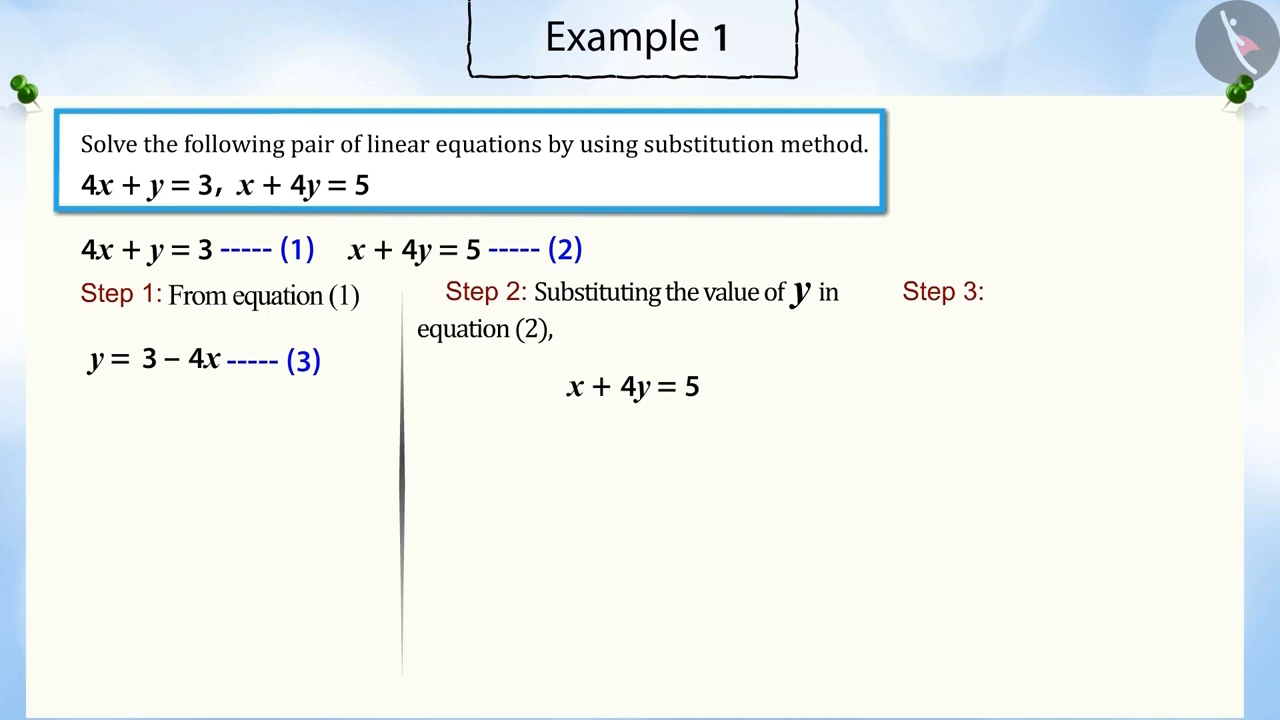 Example 1
Solve the following pair of linear equations by using substitution method.
4x + y = 3, x + 4y = 5
4x + y = 3 ----- (1) x + 4y = 5 ----- (2)
Step 1: From equation (1)
y = 3 – 4x ----- (3)
Step 2: Substituting the value of y in
equation (2),
x + 4y = 5
Step 3: